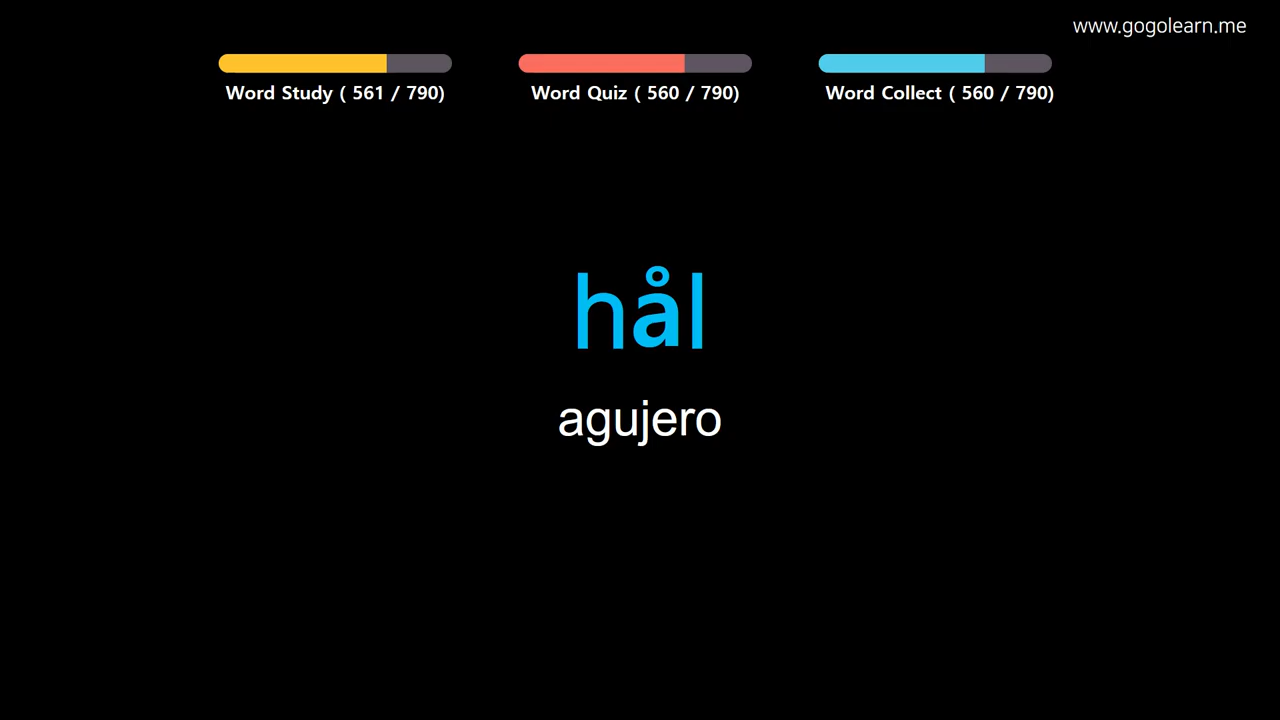 www.gogolearn.me
Word Study ( 561 / 790)
Word Quiz ( 560 / 790)
Word Collect ( 560 / 790)
hål
agujero